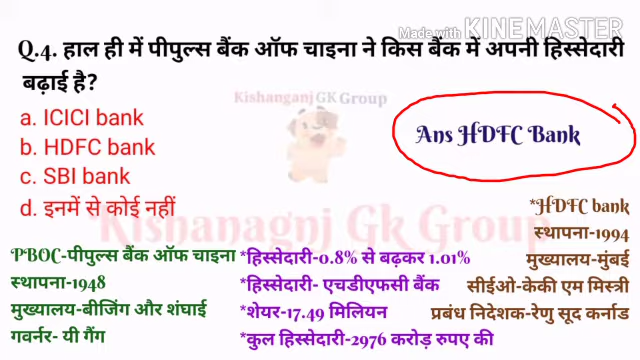 Made with KINEMASTER
Q.4. हाल ही में पीपुल्स बैंक ऑफ चाइना ने किस बैंक में अपनी हिस्सेदारी
बढ़ाई है?
Kishanganj GK Group
a. ICICI bank
b. HDFC bank
c. SBI bank
d. इनमें से कोई नहीं
Ans HDFC Bank
Kishanagnj Gk Group
PBOC-पीपुल्स बैंक ऑफ चाइना
स्थापना-1948
मुख्यालय-बीजिंग और शंघाई
गवर्नर- यी गैंग
*हिस्सेदारी-0.8% से बढ़कर 1.01%
*हिस्सेदारी- एचडीएफसी बैंक
*शेयर-17.49 मिलियन
*कुल हिस्सेदारी-2976 करोड़ रुपए की
*HDFC bank
स्थापना-1994
मुख्यालय-मुंबई
सीईओ-केकी एम मिस्त्री
प्रबंध निदेशक-रेणु सूद कर्नाड